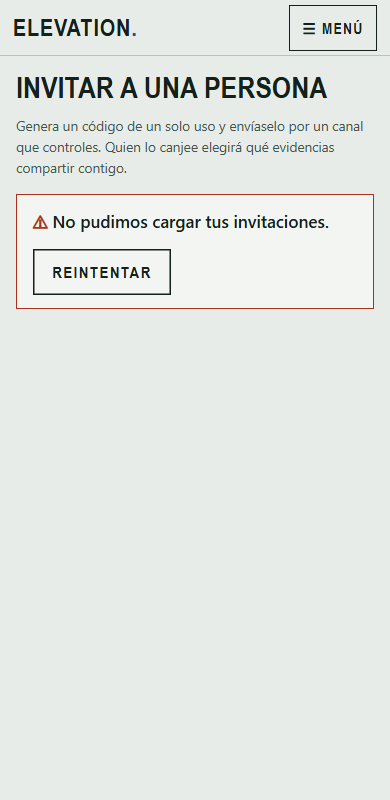 ELEVATION.
☰ MENÚ
INVITAR A UNA PERSONA
Genera un código de un solo uso y envíaselo por un canal
que controles. Quien lo canjee elegirá qué evidencias
compartir contigo.
⚠ No pudimos cargar tus invitaciones.
REINTENTAR